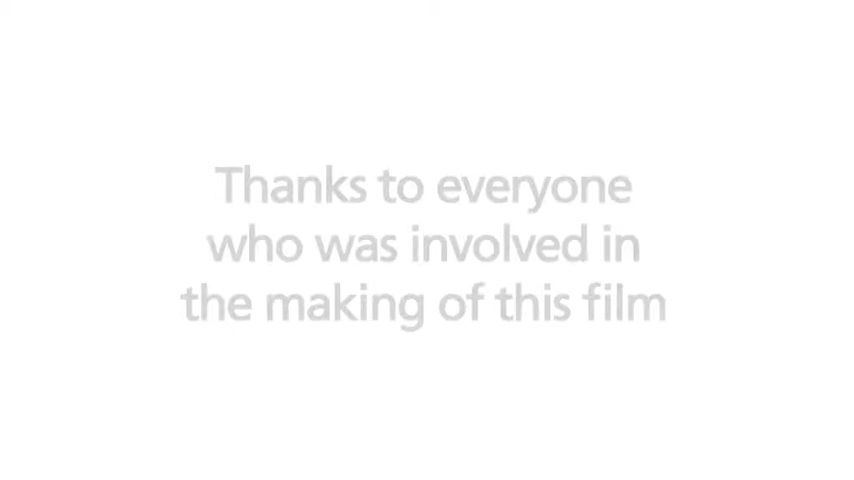 Thanks to everyone
who was involved in
the making of this film